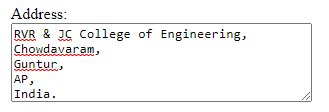 Address:
RVR & JC College of Engineering,
Chowdavaram,
Guntur,
AP,
India.